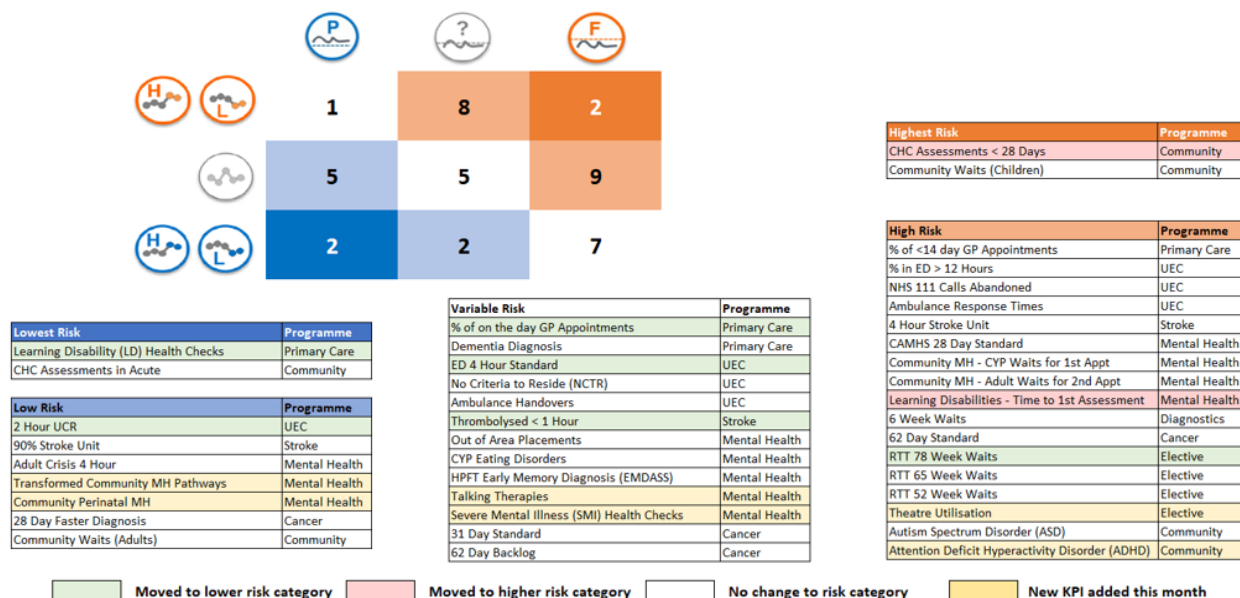 P ? F
H L 1 8 2
5 5 9
H L 2 2 7
Lowest Risk Programme
Learning Disability (LD) Health Checks Primary Care
CHC Assessments in Acute Community
Low Risk Programme
2 Hour UCR UEC
90% Stroke Unit Stroke
Adult Crisis 4 Hour Mental Health
Transformed Community MH Pathways Mental Health
Community Perinatal MH Mental Health
28 Day Faster Diagnosis Cancer
Community Waits (Adults) Community
Variable Risk Programme
% of on the day GP Appointments Primary Care
Dementia Diagnosis Primary Care
ED 4 Hour Standard UEC
No Criteria to Reside (NCTR) UEC
Ambulance Handovers UEC
Thrombolysed < 1 Hour Stroke
Out of Area Placements Mental Health
CYP Eating Disorders Mental Health
HPFT Early Memory Diagnosis (EMDASS) Mental Health
Talking Therapies Mental Health
Severe Mental Illness (SMI) Health Checks Mental Health
31 Day Standard Cancer
62 Day Backlog Cancer
Highest Risk Programme
CHC Assessments < 28 Days Community
Community Waits (Children) Community
High Risk Programme
% of <14 day GP Appointments Primary Care
% in ED > 12 Hours UEC
NHS 111 Calls Abandoned UEC
Ambulance Response Times UEC
4 Hour Stroke Unit Stroke
CAMHS 28 Day Standard Mental Health
Community MH - CYP Waits for 1st Appt Mental Health
Community MH - Adult Waits for 2nd Appt Mental Health
Learning Disabilities - Time to 1st Assessment Mental Health
6 Week Waits Diagnostics
62 Day Standard Cancer
RTT 78 Week Waits Elective
RTT 65 Week Waits Elective
RTT 52 Week Waits Elective
Theatre Utilisation Elective
Autism Spectrum Disorder (ASD) Community
Attention Deficit Hyperactivity Disorder (ADHD) Community
Moved to lower risk category Moved to higher risk category No change to risk category New KPI added this month